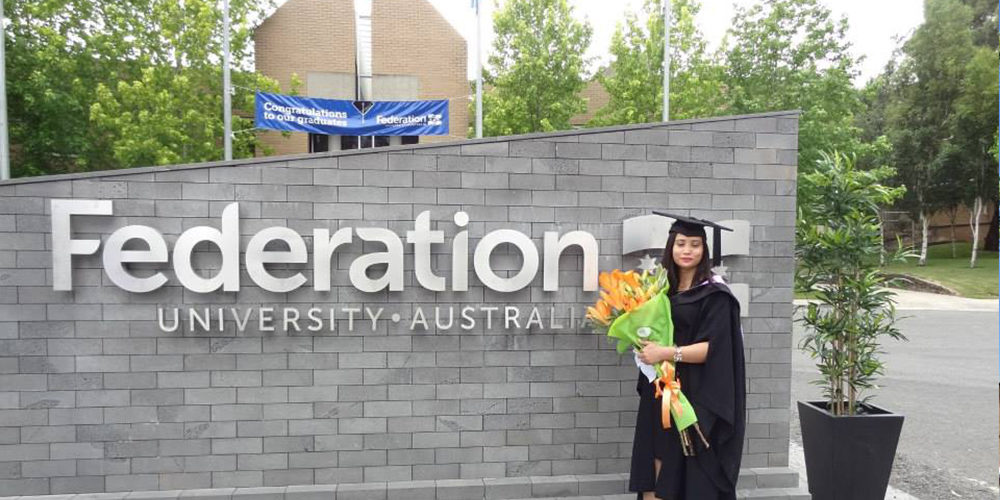 Congratulations
to our graduates
Federation
Federation
UNIVERSITY • AUSTRALIA